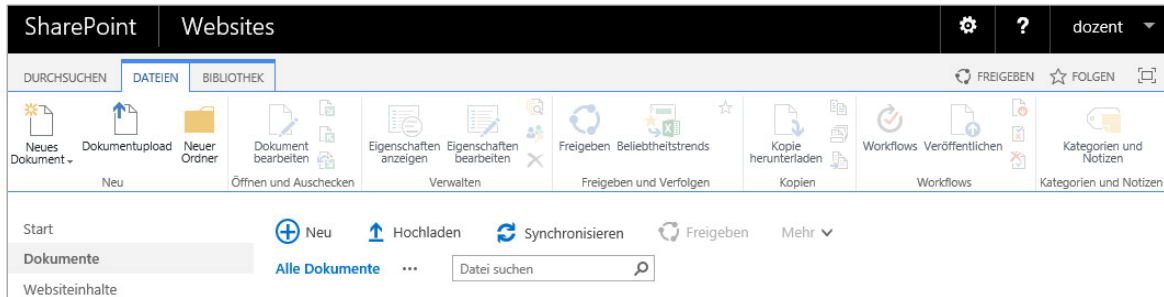 SharePoint Websites ? dozent
DURCHSUCHEN DATEIEN BIBLIOTHEK FREIGEBEN FOLGEN
Neues Dokument Dokumentupload Neuer Ordner Dokument bearbeiten Eigenschaften anzeigen Eigenschaften bearbeiten Freigeben Beliebtheitstrends Kopie herunterladen Workflows Veröffentlichen Kategorien und Notizen
Neu Öffnen und Auschecken Verwalten Freigeben und Verfolgen Kopien Workflows Kategorien und Notizen
Start
Dokumente
Websiteinhalte
Neu Hochladen Synchronisieren Freigeben Mehr
Alle Dokumente ... Datei suchen